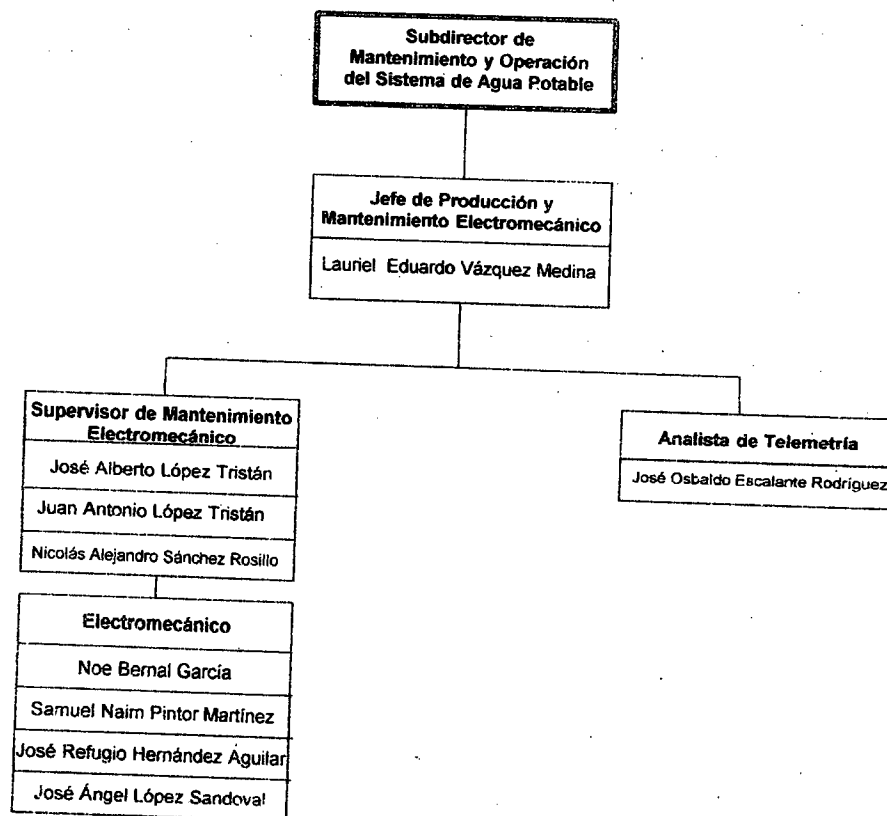 Subdirector de
Mantenimiento y Operación
del Sistema de Agua Potable
Jefe de Producción y
Mantenimiento Electromecánico
Lauriel Eduardo Vázquez Medina
Supervisor de Mantenimiento
Electromecánico
José Alberto López Tristán
Juan Antonio López Tristán
Nicolás Alejandro Sánchez Rosillo
Analista de Telemetría
José Osbaldo Escalante Rodríguez
Electromecánico
Noe Bernal García
Samuel Naim Pintor Martínez
José Refugio Hernández Aguilar
José Ángel López Sandoval